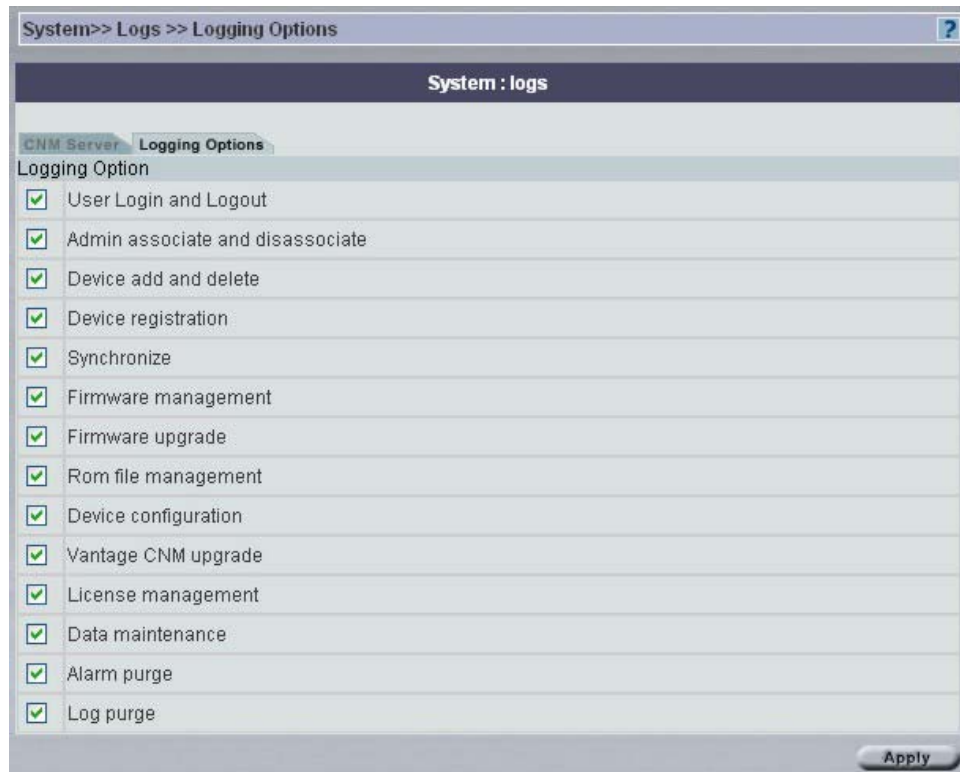 System>> Logs >> Logging Options ?
System : logs
CNM Server Logging Options
Logging Option
User Login and Logout
Admin associate and disassociate
Device add and delete
Device registration
Synchronize
Firmware management
Firmware upgrade
Rom file management
Device configuration
Vantage CNM upgrade
License management
Data maintenance
Alarm purge
Log purge
Apply